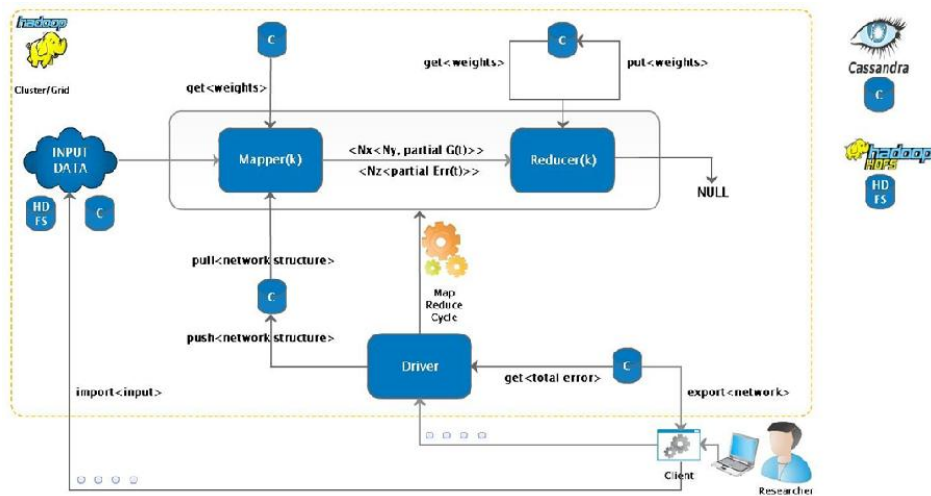 hadoop
Cluster/Grid
C
get<weights>
C
get<weights>
put<weights>
Cassandra
C
INPUT
DATA
HD
FS
C
Mapper(k)
<Nx<Ny, partial G(t)>>
<Nz<partial Err(t)>>
Reducer(k)
NULL
hadoop
HDFS
HD
FS
pull<network structure>
C
push<network structure>
Map
Reduce
Cycle
Driver
get<total error>
C
import<input>
export<network>
Client
Researcher